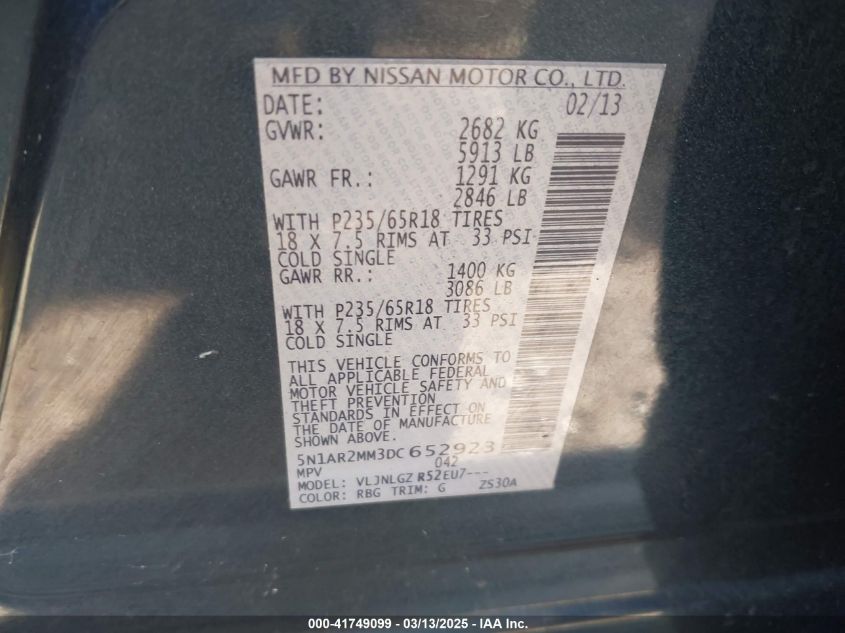 MFD BY NISSAN MOTOR CO., LTD.
DATE: 02/13
GVWR: 2682 KG
5913 LB
GAWR FR.: 1291 KG
2846 LB
WITH P235/65R18 TIRES
18 X 7.5 RIMS AT 33 PSI
COLD SINGLE
GAWR RR.: 1400 KG
3086 LB
WITH P235/65R18 TIRES
18 X 7.5 RIMS AT 33 PSI
COLD SINGLE
THIS VEHICLE CONFORMS TO
ALL APPLICABLE FEDERAL
MOTOR VEHICLE SAFETY AND
THEFT PREVENTION
STANDARDS IN EFFECT ON
THE DATE OF MANUFACTURE
SHOWN ABOVE.
5N1AR2MM3DC652923
MPV 042
MODEL: VLJNLGZ R52EU7---
COLOR: RBG TRIM: G ZS30A
000-41749099 - 03/13/2025 - IAA Inc.